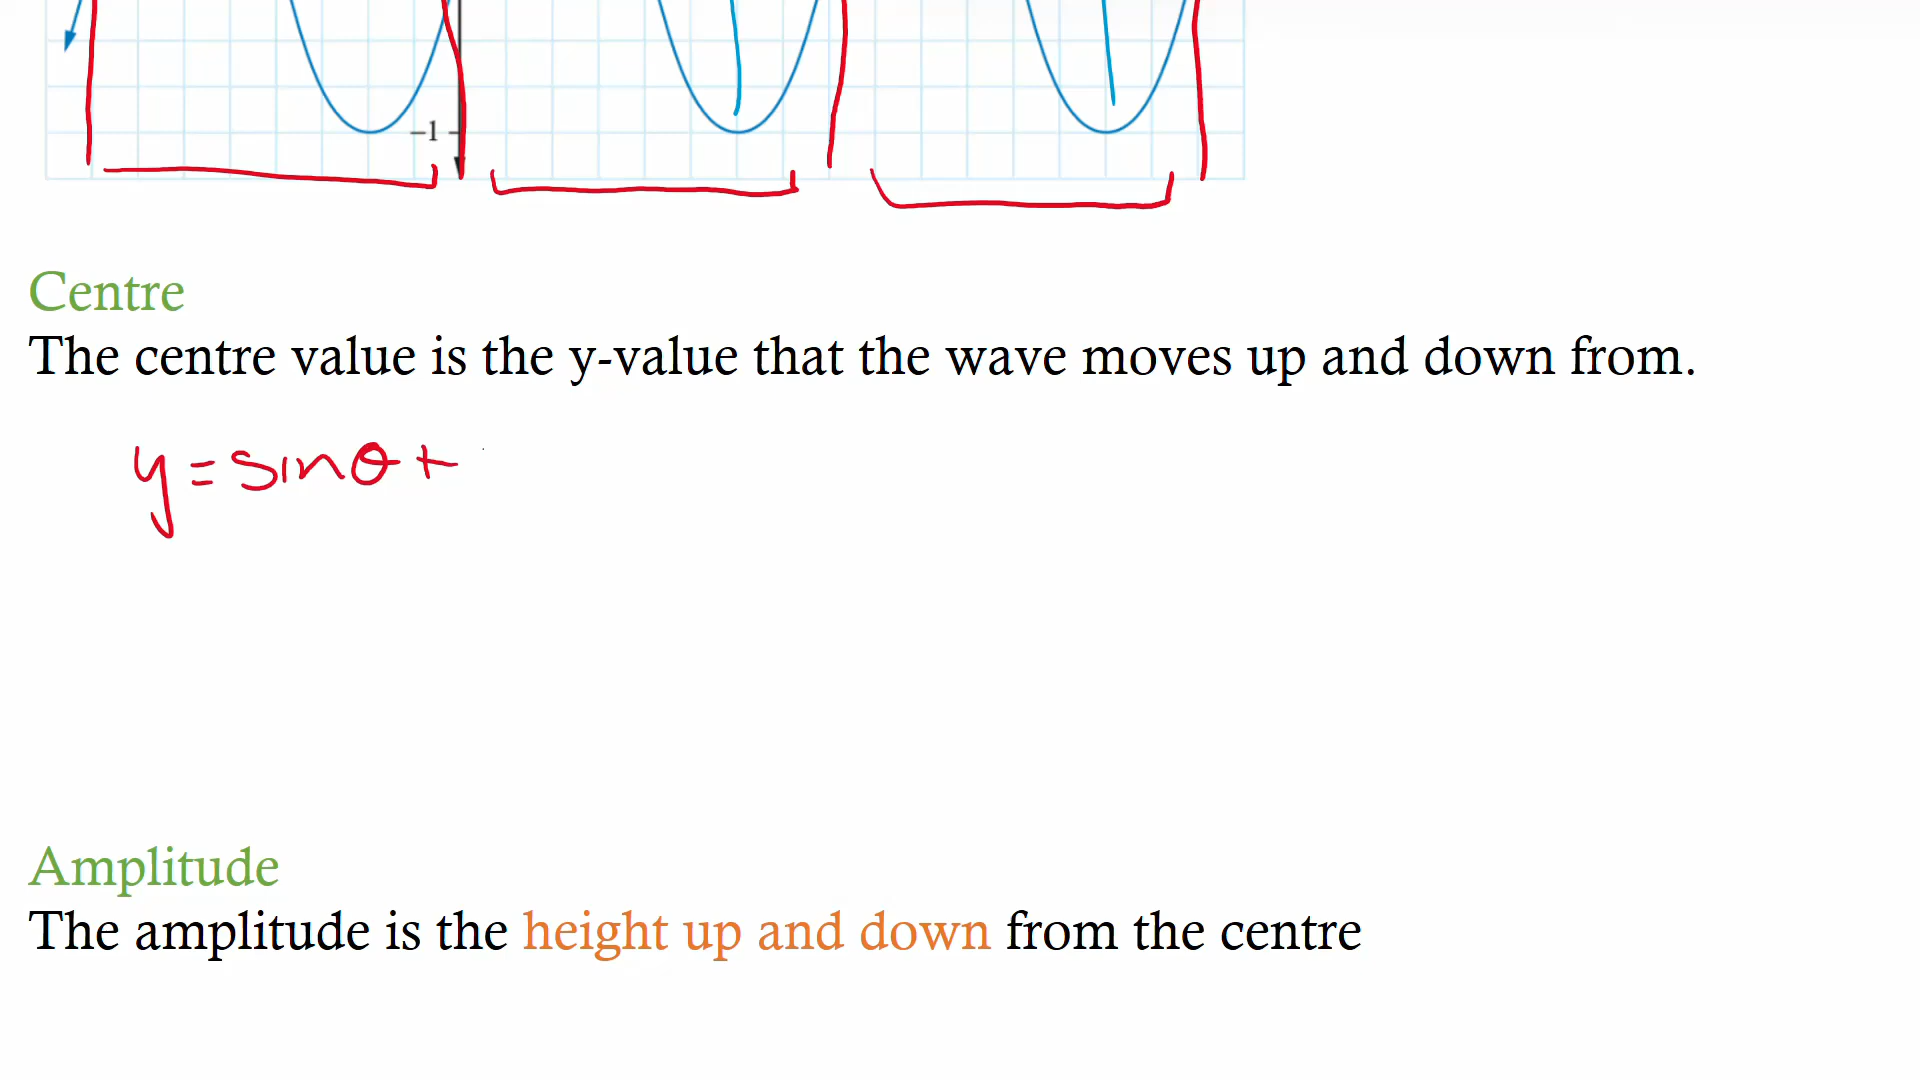 –1
Centre
The centre value is the y-value that the wave moves up and down from.
y = sinθ +
Amplitude
The amplitude is the height up and down from the centre